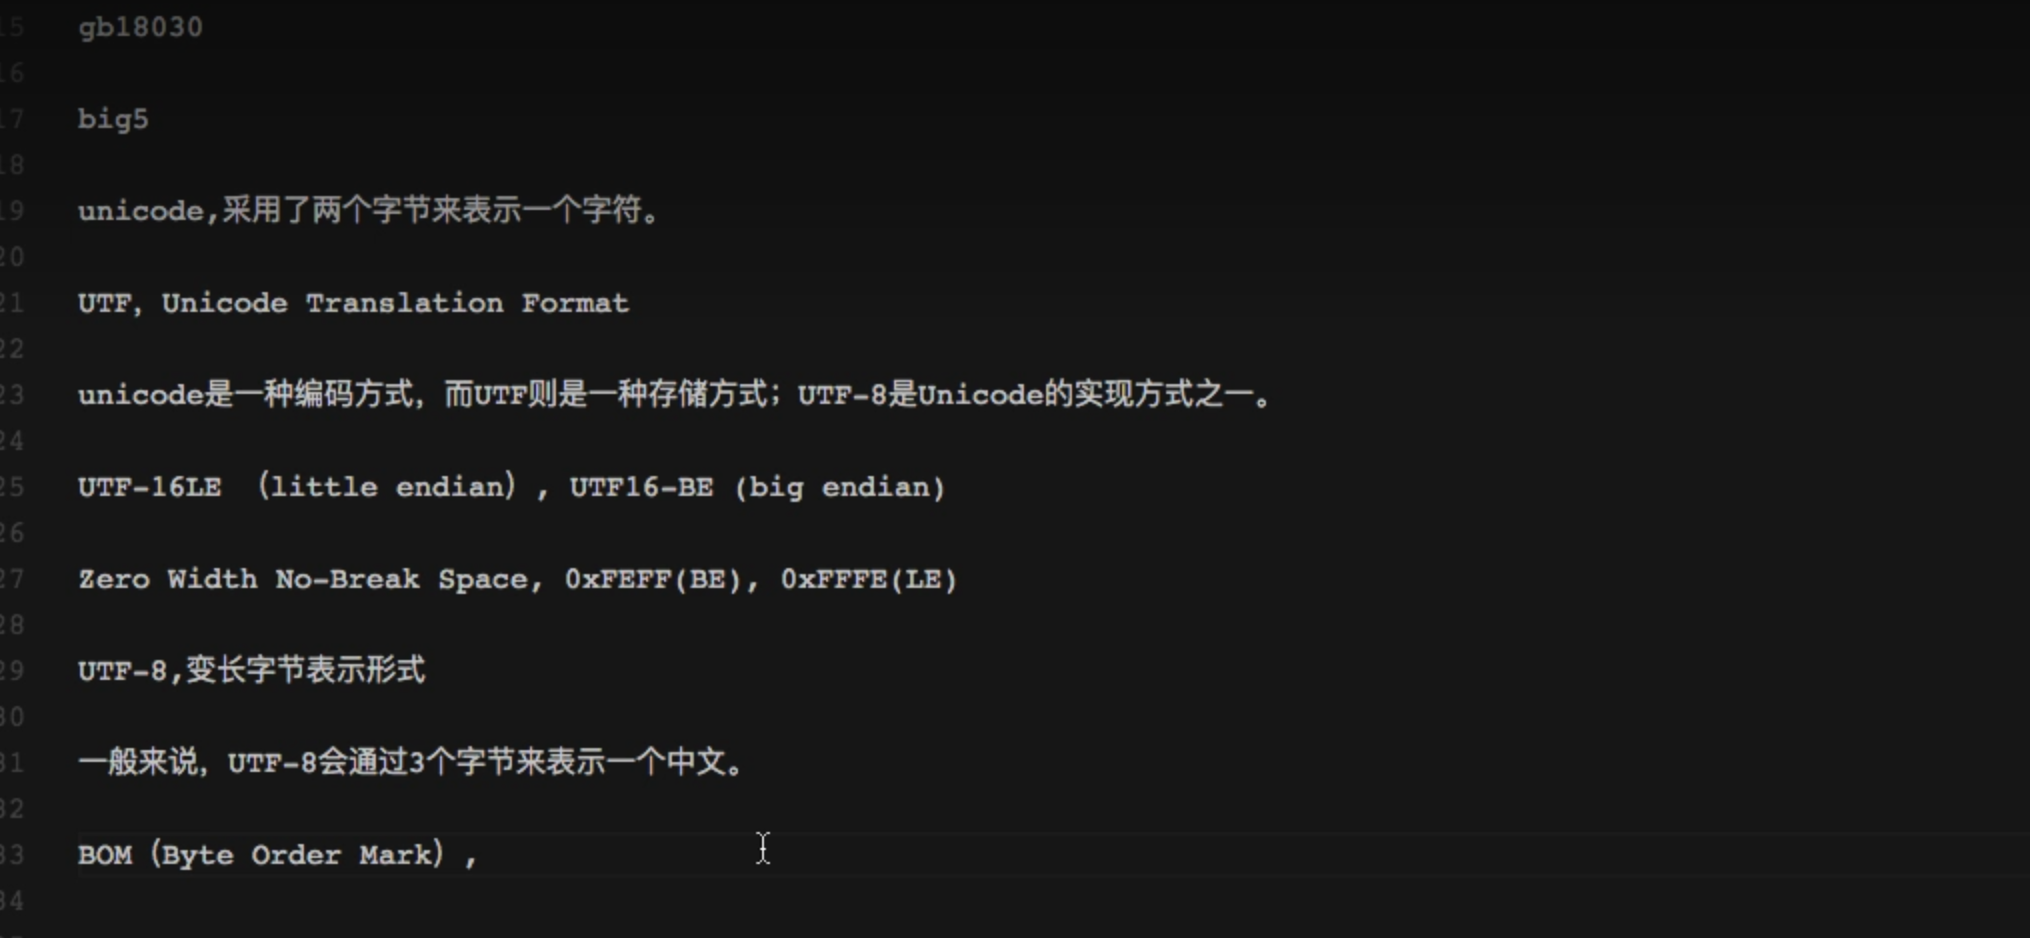 15 gb18030
16
17 big5
18
19 unicode,采用了两个字节来表示一个字符。
20
21 UTF, Unicode Translation Format
22
23 unicode是一种编码方式，而UTF则是一种存储方式；UTF-8是Unicode的实现方式之一。
24
25 UTF-16LE （little endian）, UTF16-BE (big endian)
26
27 Zero Width No-Break Space, 0xFEFF(BE), 0xFFFE(LE)
28
29 UTF-8,变长字节表示形式
30
31 一般来说，UTF-8会通过3个字节来表示一个中文。
32
33 BOM（Byte Order Mark）,
34